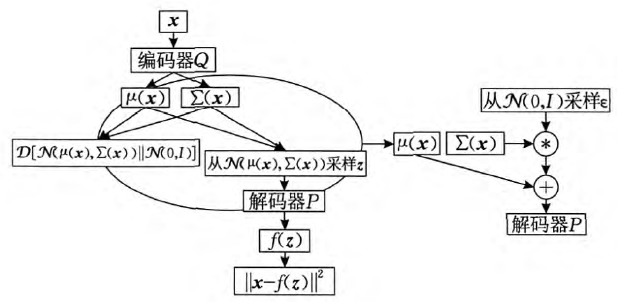 x
编码器Q
μ(x) Σ(x)
𝒟[𝒩(μ(x),Σ(x))||𝒩(0,I)]
从𝒩(μ(x),Σ(x))采样z
解码器P
f(z)
||x-f(z)||²
从𝒩(0,I)采样ε
μ(x) Σ(x) *
+
解码器P